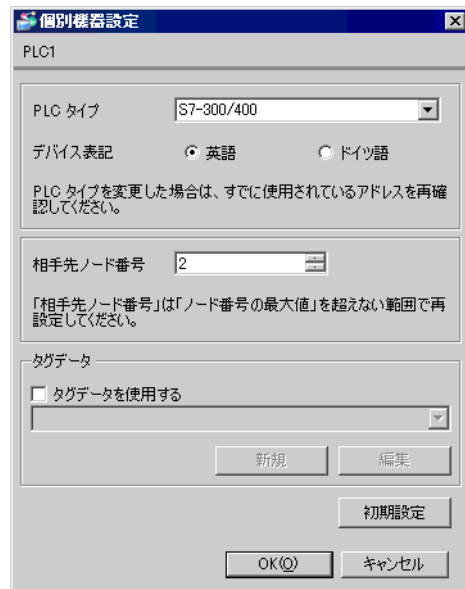 個別機器設定
PLC1
PLC タイプ S7-300/400
デバイス表記 英語 ドイツ語
PLC タイプを変更した場合は、すでに使用されているアドレスを再確
認してください。
相手先ノード番号 2
「相手先ノード番号」は「ノード番号の最大値」を超えない範囲で再
設定してください。
タグデータ
タグデータを使用する
新規 編集
初期設定
OK(O) キャンセル